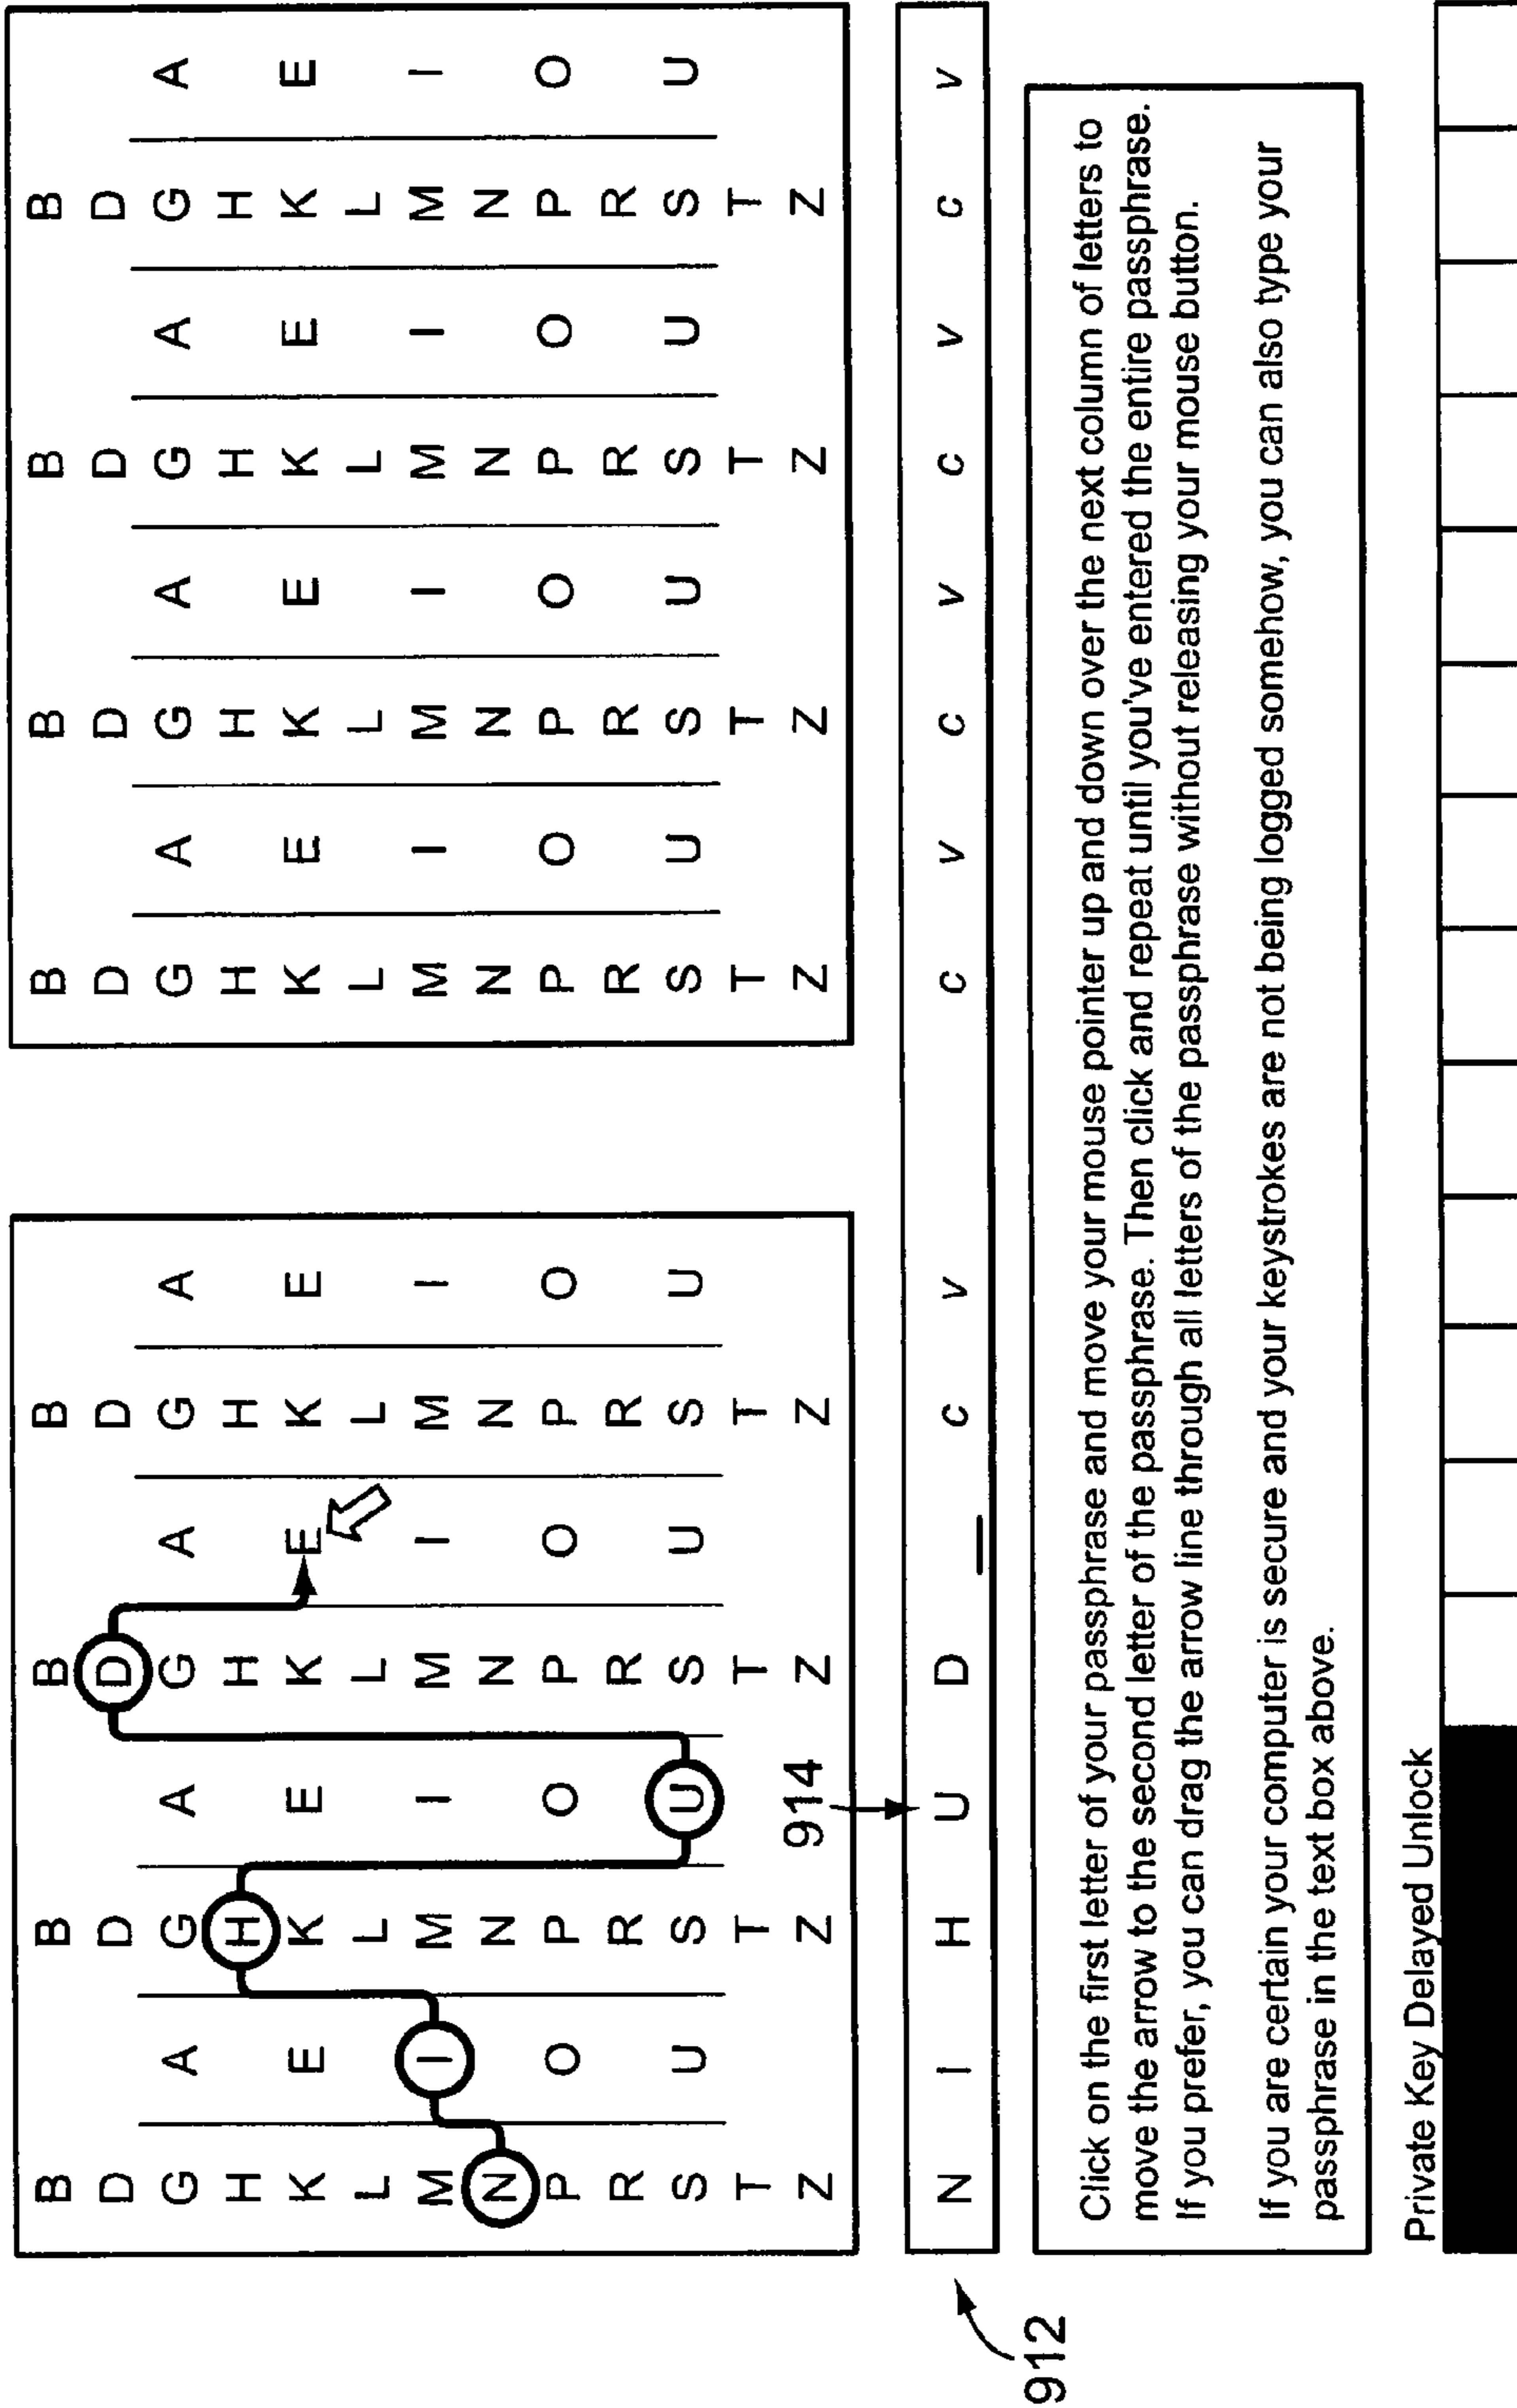 B B B B B B B B
D D D D D D D D
G A G A G A G A G A G A G A G A
H H H H H H H H
K E K E K E K E K E K E K E K E
L L L L L L L L
M I M I M I M I M I M I M I M I
N N N N N N N N
P O P O P O P O P O P O P O P O
R R R R R R R R
S U S U S U S U S U S U S U S U
T T T T T T T T
Z Z Z Z Z Z Z Z
914
N I H U D _ c v c v c v c v c v
912
Click on the first letter of your passphrase and move your mouse pointer up and down over the next column of letters to
move the arrow to the second letter of the passphrase. Then click and repeat until you've entered the entire passphrase.
If you prefer, you can drag the arrow line through all letters of the passphrase without releasing your mouse button.
If you are certain your computer is secure and your keystrokes are not being logged somehow, you can also type your
passphrase in the text box above.
Private Key Delayed Unlock